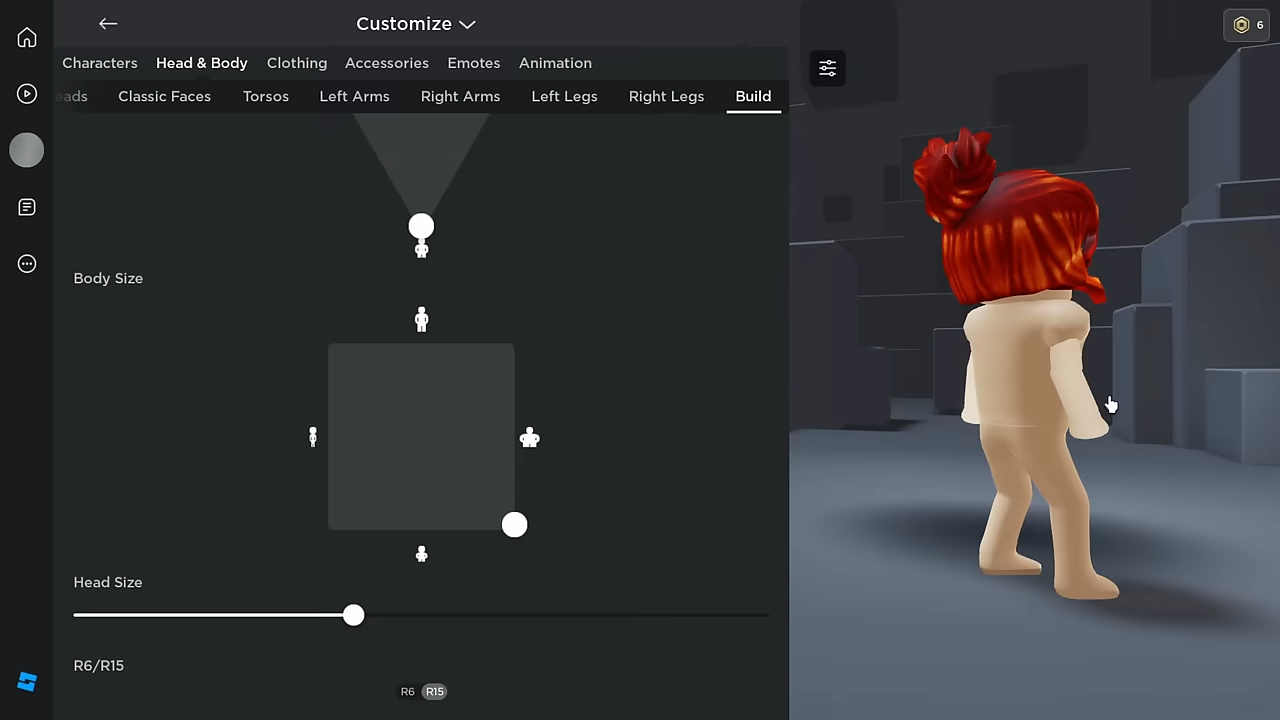 Customize
6
Characters Head & Body Clothing Accessories Emotes Animation
eads Classic Faces Torsos Left Arms Right Arms Left Legs Right Legs Build
Body Size
Head Size
R6/R15
R6 R15